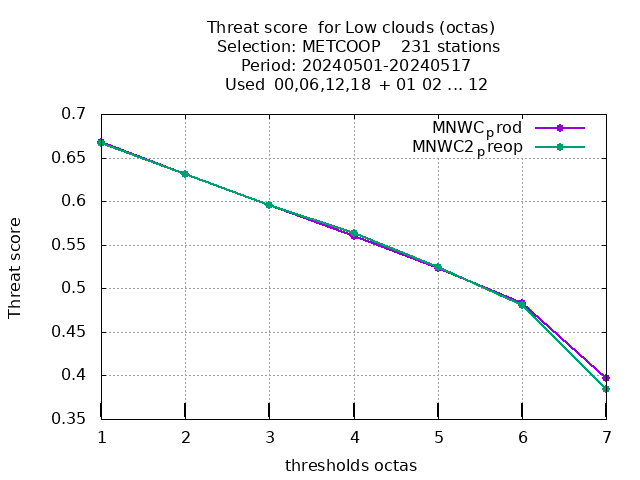 Threat score  for Low clouds (octas)
Selection: METCOOP    231 stations
Period: 20240501-20240517
Used  00,06,12,18 + 01 02 ... 12
MNWCprod
MNWC2preop
0.7
0.65
0.6
0.55
0.5
0.45
0.4
0.35
Threat score
1 2 3 4 5 6 7
thresholds octas